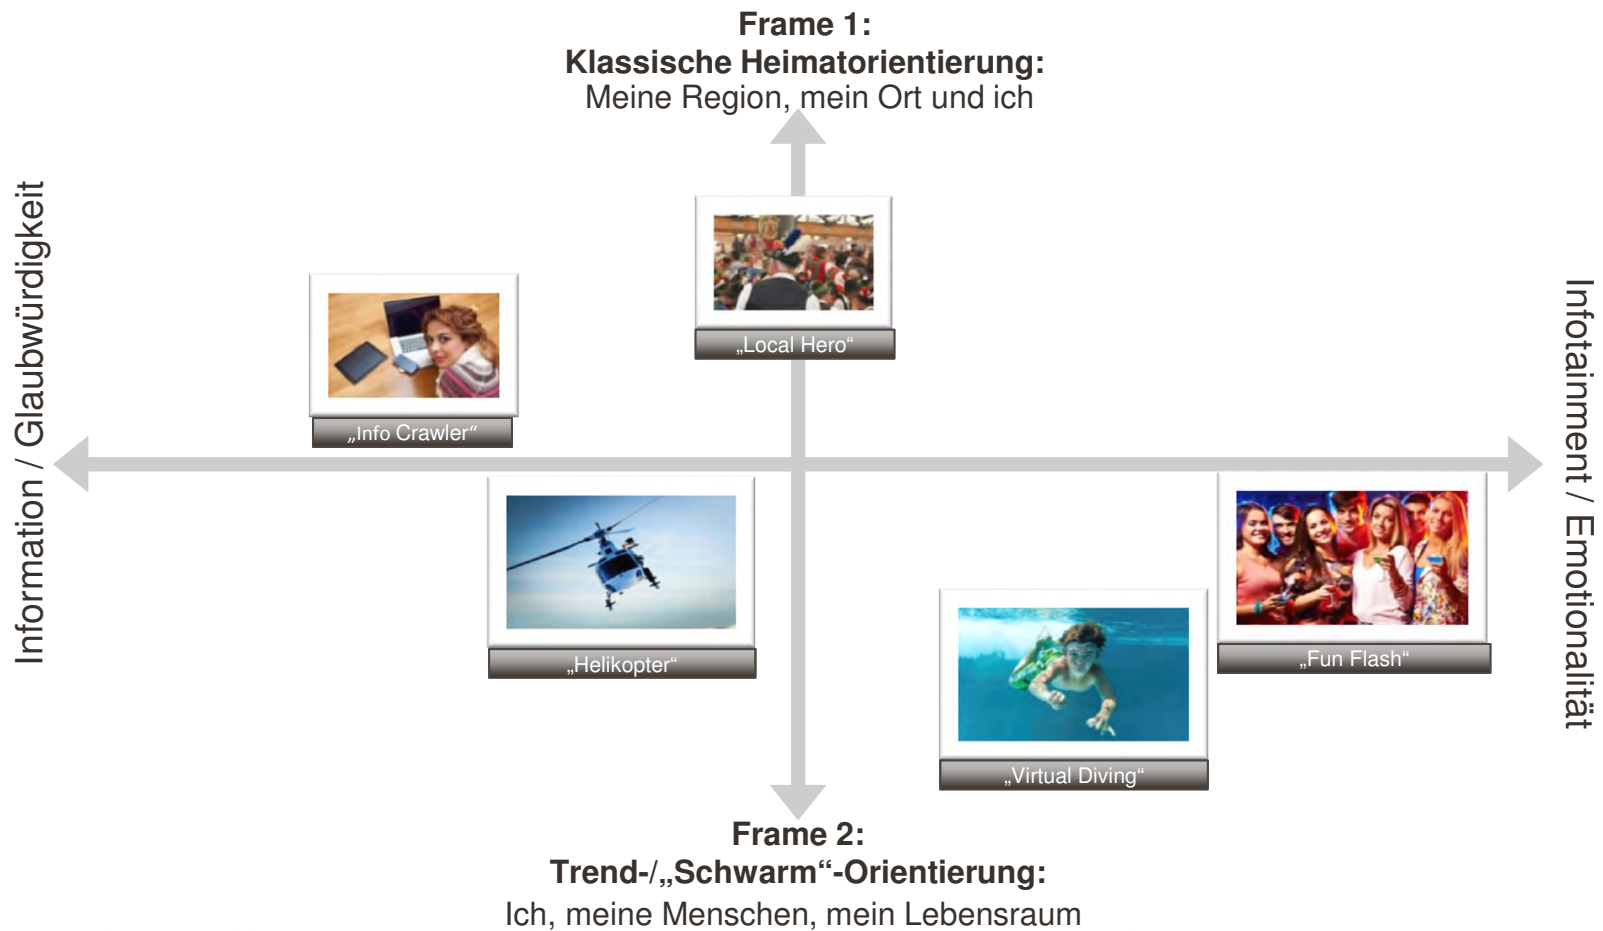 Frame 1:
Klassische Heimatorientierung:
Meine Region, mein Ort und ich
Information / Glaubwürdigkeit
Infotainment / Emotionalität
„Local Hero“
„Info Crawler“
„Helikopter“
„Fun Flash“
„Virtual Diving“
Frame 2:
Trend-/„Schwarm“-Orientierung:
Ich, meine Menschen, mein Lebensraum